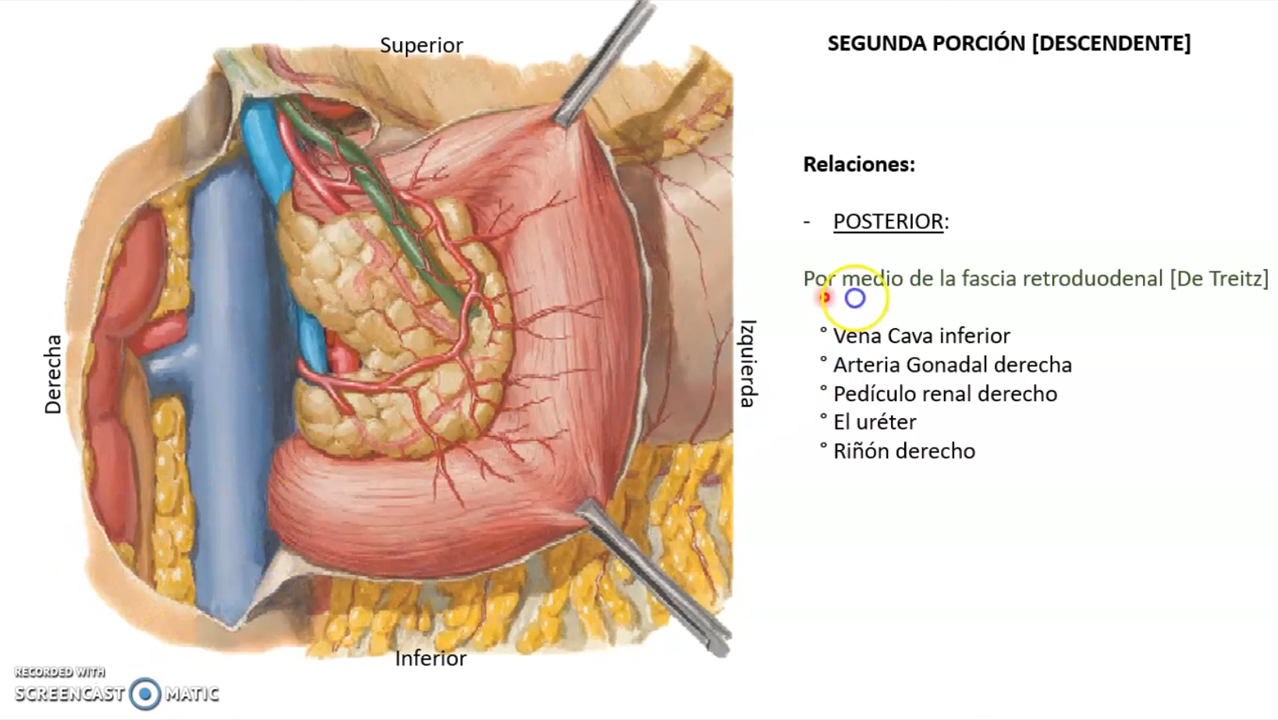 Superior
SEGUNDA PORCIÓN [DESCENDENTE]
Relaciones:
- POSTERIOR:
Por medio de la fascia retroduodenal [De Treitz]
° Vena Cava inferior
° Arteria Gonadal derecha
° Pedículo renal derecho
° El uréter
° Riñón derecho
Derecha
Izquierda
Inferior
RECORDED WITH
SCREENCAST MATIC